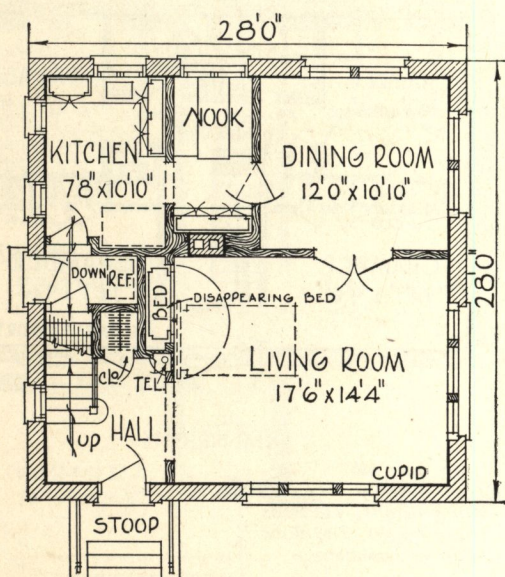 28'0"
NOOK
KITCHEN
7'8"x10'10"
DINING ROOM
12'0"x10'10"
DOWN
REF.
BED
DISAPPEARING BED
28'0"
LIVING ROOM
17'6"x14'4"
CLO
TEL.
UP
HALL
CUPID
STOOP